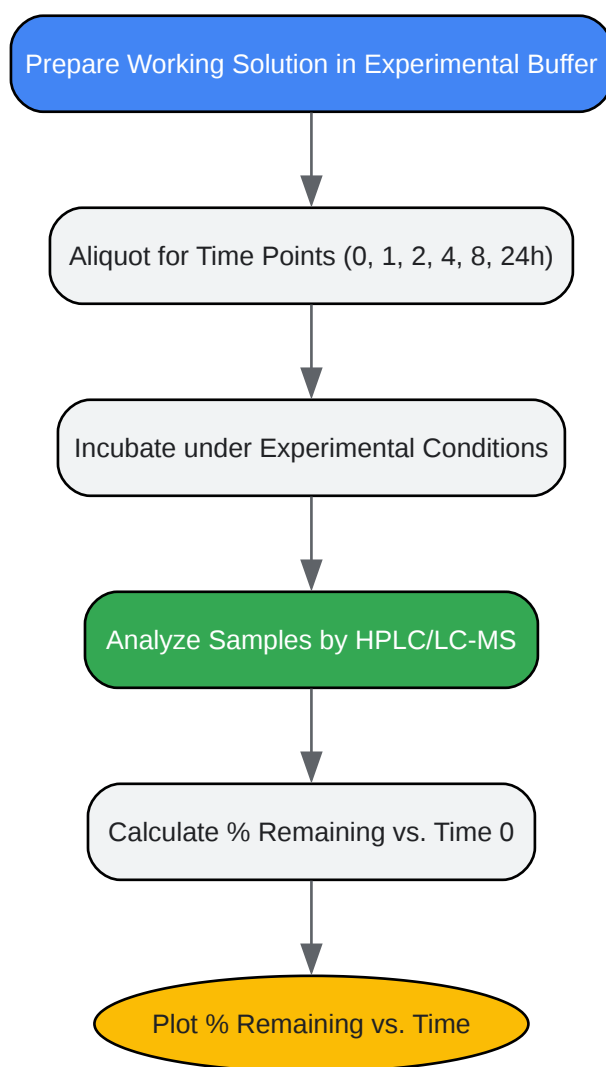 Prepare Working Solution in Experimental Buffer
Aliquot for Time Points (0, 1, 2, 4, 8, 24h)
Incubate under Experimental Conditions
Analyze Samples by HPLC/LC-MS
Calculate % Remaining vs. Time 0
Plot % Remaining vs. Time